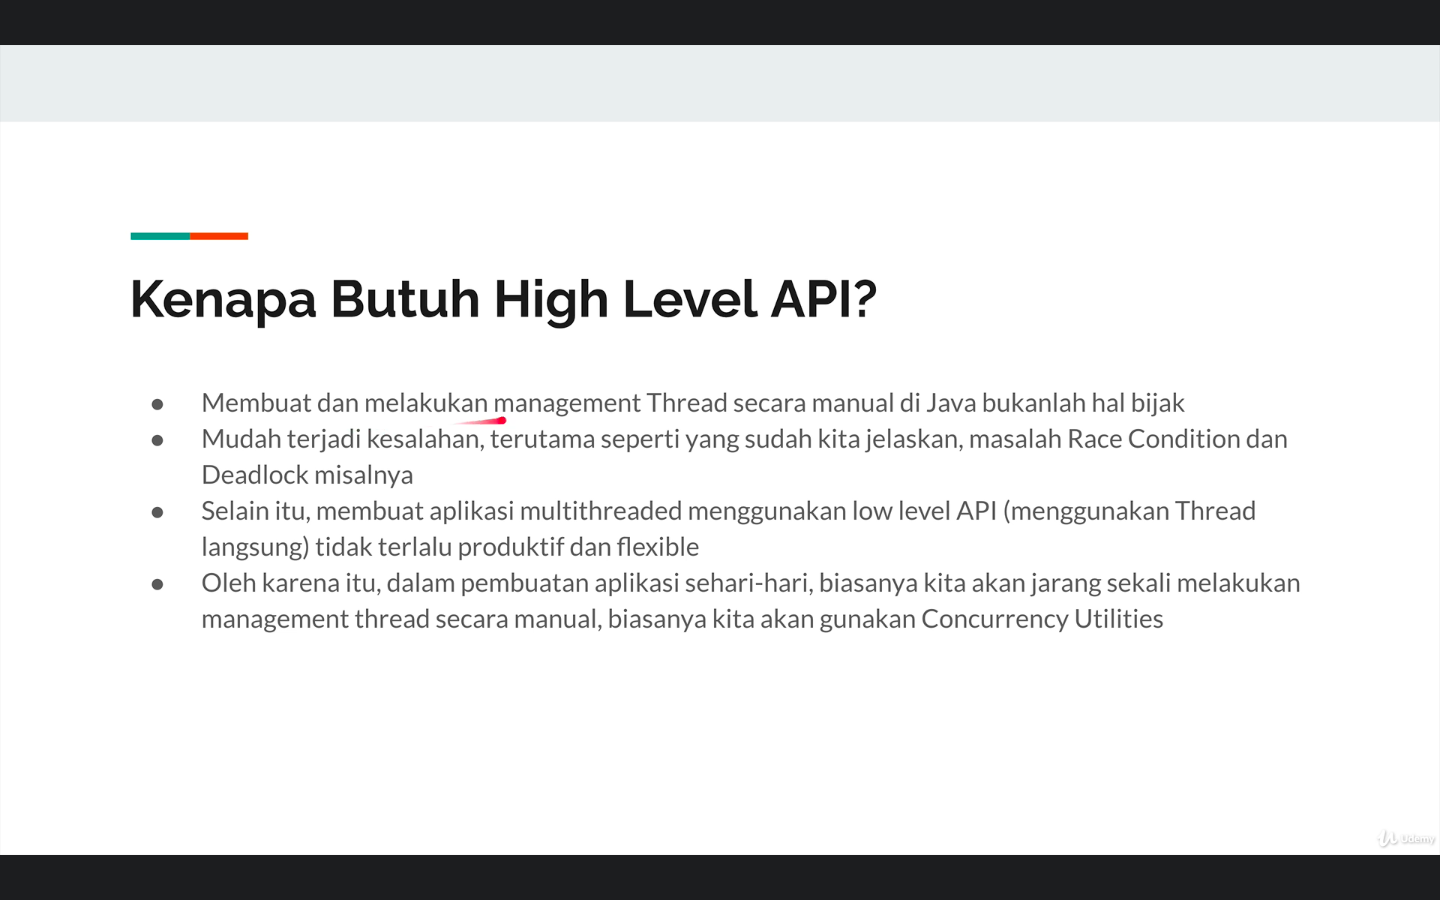 Kenapa Butuh High Level API?
● Membuat dan melakukan management Thread secara manual di Java bukanlah hal bijak
● Mudah terjadi kesalahan, terutama seperti yang sudah kita jelaskan, masalah Race Condition dan
Deadlock misalnya
● Selain itu, membuat aplikasi multithreaded menggunakan low level API (menggunakan Thread
langsung) tidak terlalu produktif dan flexible
● Oleh karena itu, dalam pembuatan aplikasi sehari-hari, biasanya kita akan jarang sekali melakukan
management thread secara manual, biasanya kita akan gunakan Concurrency Utilities
Udemy